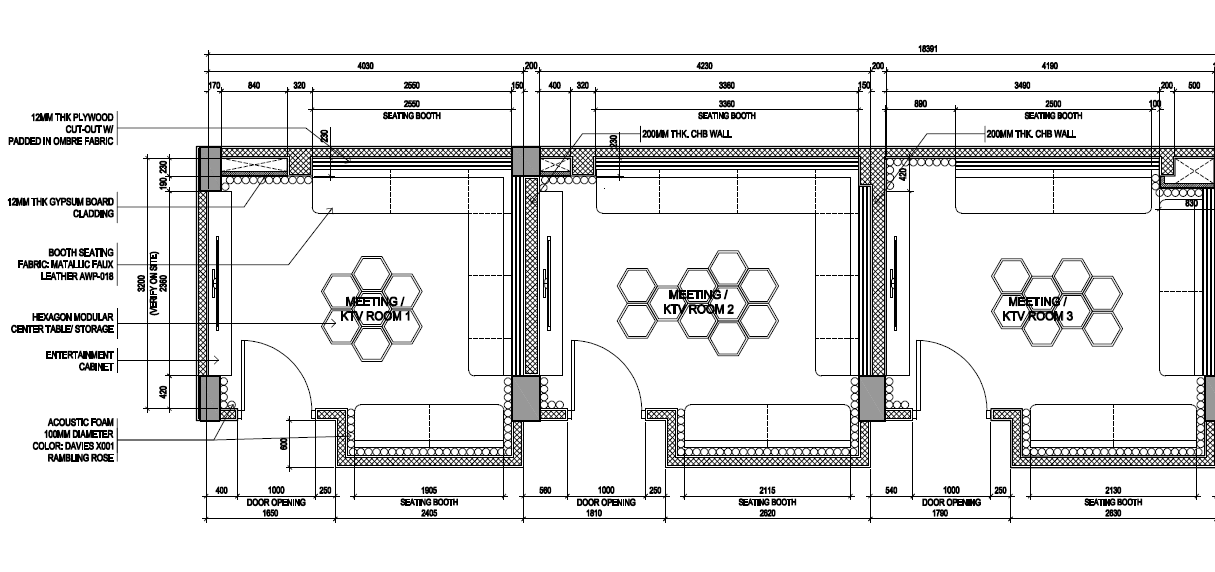 18391
4030
200
4230
200
4190
170
840
320
2550
150
400
320
3360
150
3490
200
500
2550
3360
890
2500
100
SEATING BOOTH
SEATING BOOTH
SEATING BOOTH
12MM THK PLYWOOD
CUT-OUT W/
PADDED IN OMBRE FABRIC
230
200MM THK. CHB WALL
230
200MM THK. CHB WALL
230
190
420
12MM THK GYPSUM BOARD
CLADDING
830
BOOTH SEATING
FABRIC: MATALLIC FAUX
LEATHER AWP-018
3200
(VERIFY ON SITE)
2360
MEETING /
KTV ROOM 1
MEETING /
KTV ROOM 2
MEETING /
KTV ROOM 3
HEXAGON MODULAR
CENTER TABLE/ STORAGE
ENTERTAINMENT
CABINET
420
ACOUSTIC FOAM
100MM DIAMETER
COLOR: DAVIES X001
RAMBLING ROSE
600
400
1000
250
1905
560
1000
250
2115
540
1000
250
2130
DOOR OPENING
SEATING BOOTH
DOOR OPENING
SEATING BOOTH
DOOR OPENING
SEATING BOOTH
1650
2405
1810
2620
1790
2630